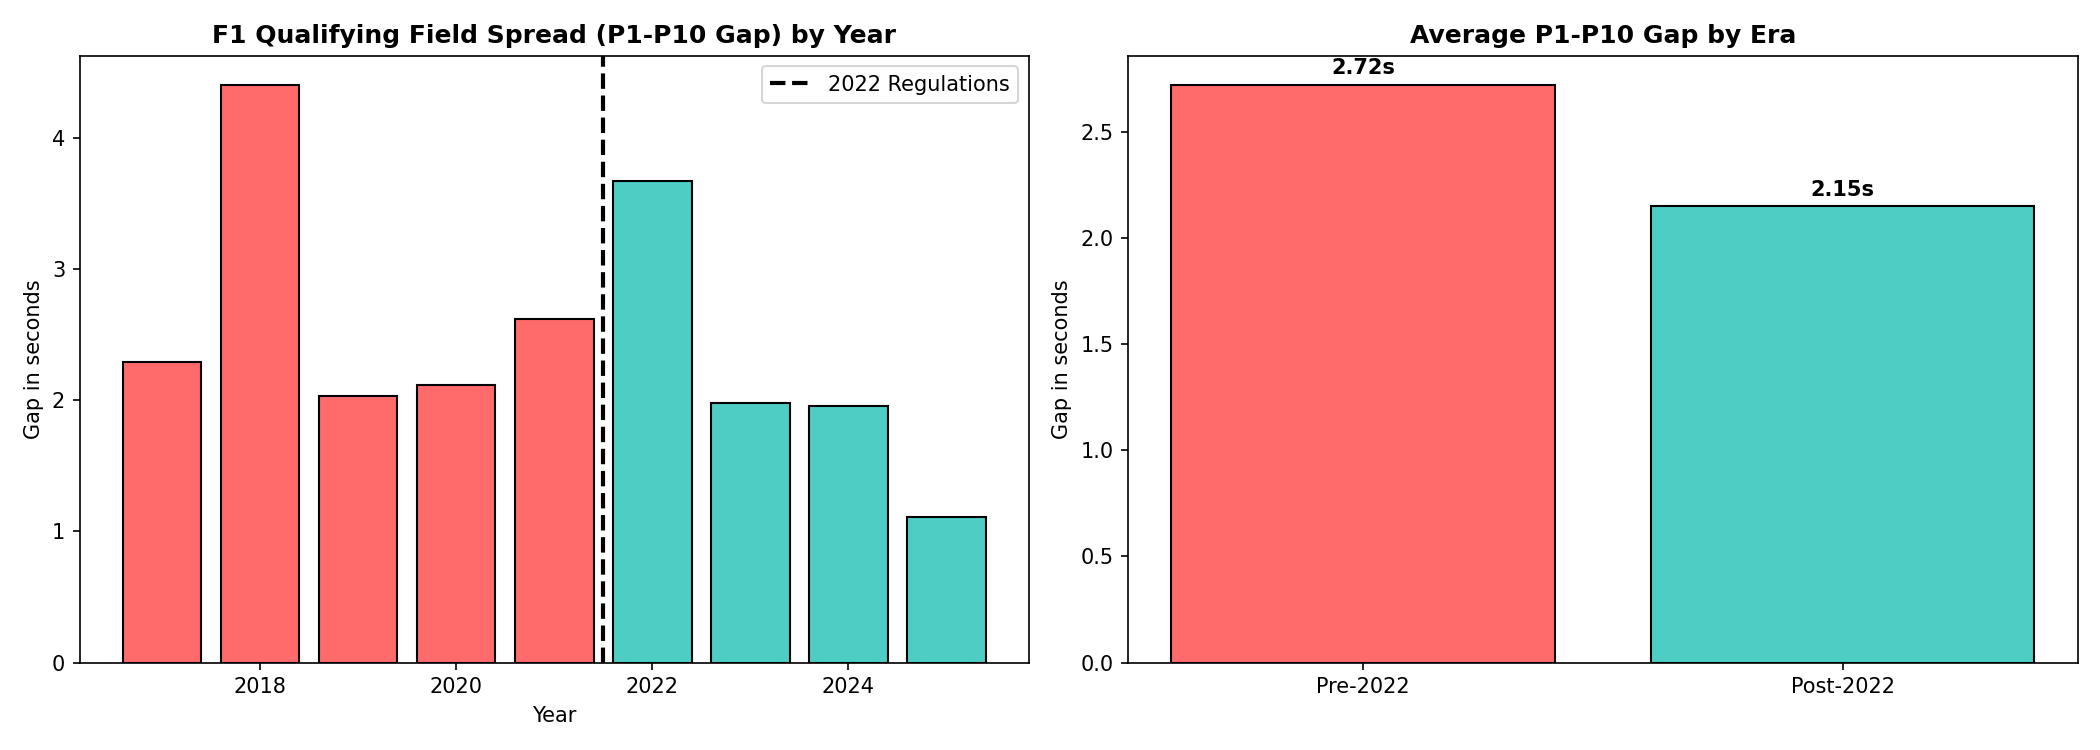 F1 Qualifying Field Spread (P1-P10 Gap) by Year
2022 Regulations
Gap in seconds
4
3
2
1
0
2018 2020 2022 2024
Year
Average P1-P10 Gap by Era
2.72s
2.15s
Gap in seconds
2.5
2.0
1.5
1.0
0.5
0.0
Pre-2022 Post-2022